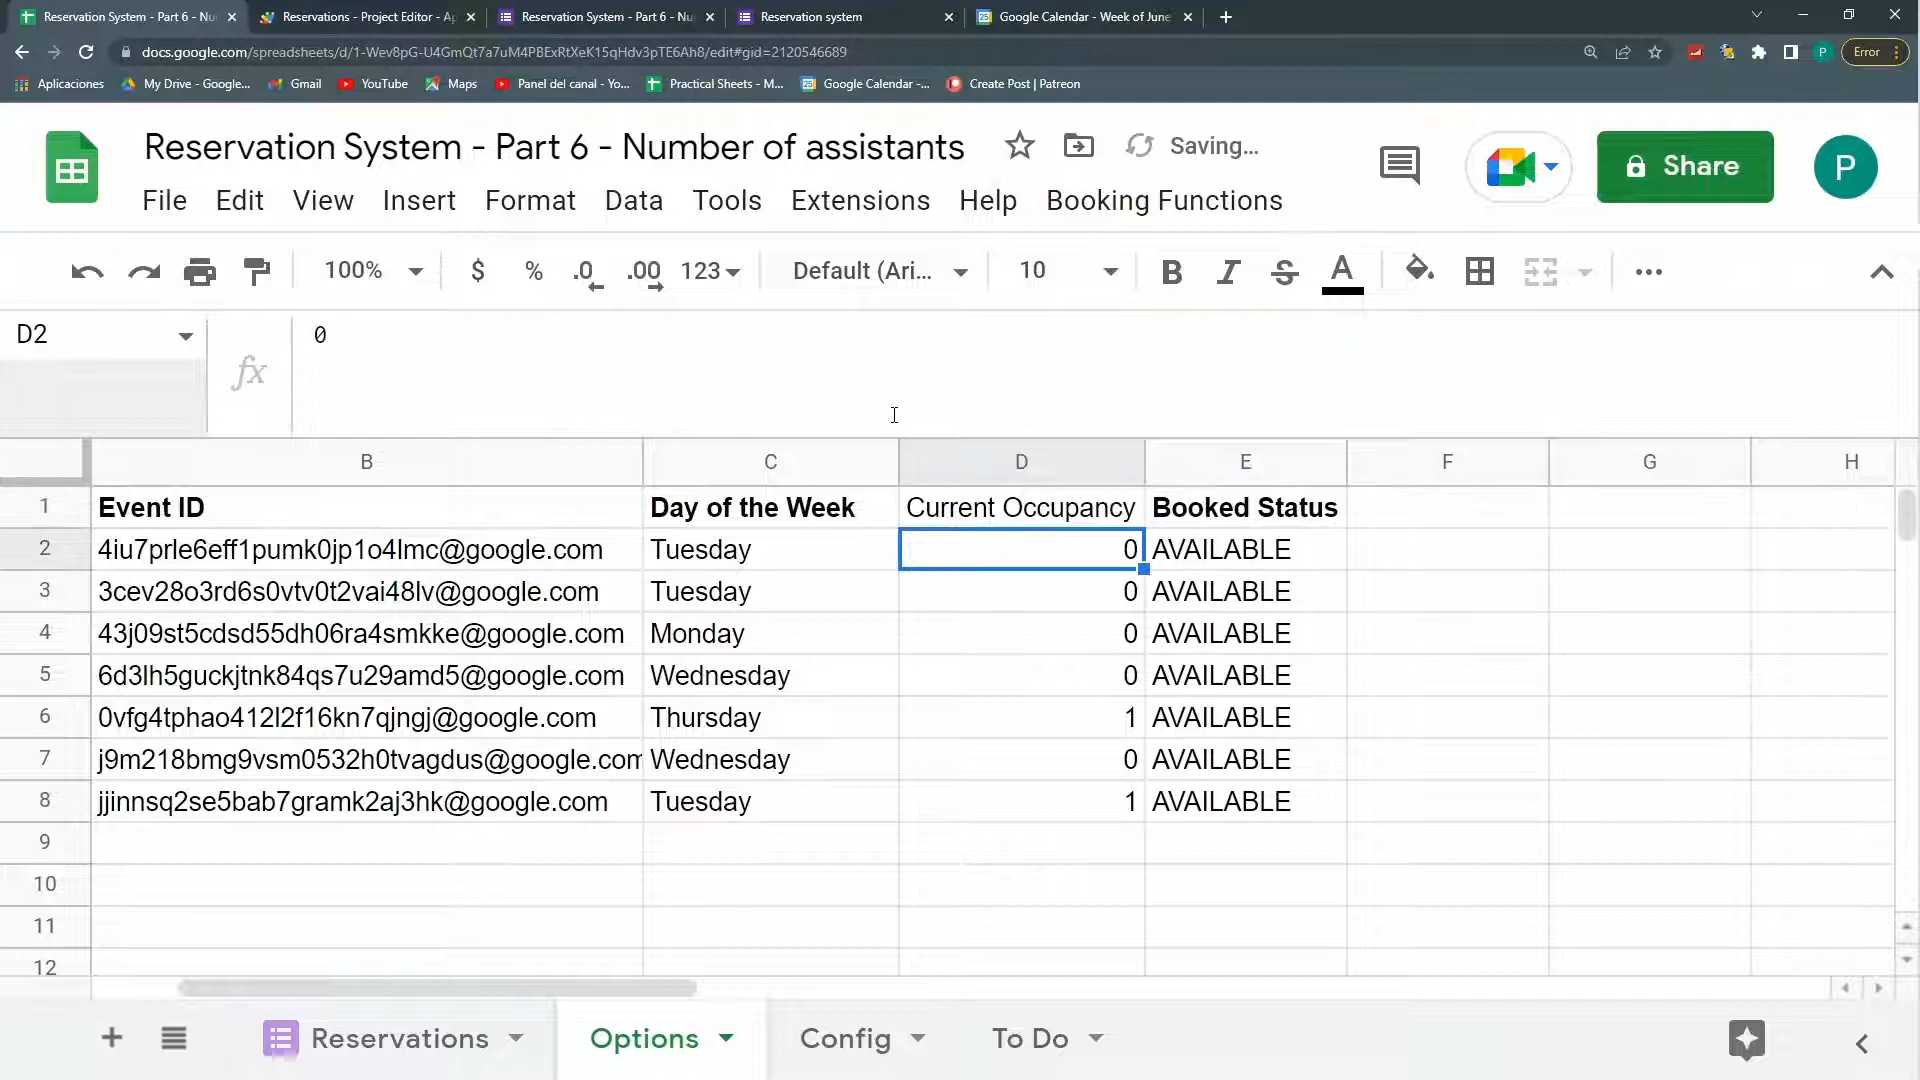 Reservation System - Part 6 - Nu
Reservations - Project Editor - Ap
Reservation System - Part 6 - Nu
Reservation system
Google Calendar - Week of June
docs.google.com/spreadsheets/d/1-Wev8pG-U4GmQt7a7uM4PBExRtXeK15qHdv3pTE6Ah8/edit#gid=2120546689
P
Error
Aplicaciones
My Drive - Google...
Gmail
YouTube
Maps
Panel del canal - Yo...
Practical Sheets - M...
Google Calendar -...
Create Post | Patreon
Reservation System - Part 6 - Number of assistants
Saving...
Share
P
File Edit View Insert Format Data Tools Extensions Help Booking Functions
100% $ % .0 .00 123 Default (Ari... 10 B I S A
D2
fx
0
B C D E F G H
1 Event ID Day of the Week Current Occupancy Booked Status
2 4iu7prle6eff1pumk0jp1o4lmc@google.com Tuesday 0 AVAILABLE
3 3cev28o3rd6s0vtv0t2vai48lv@google.com Tuesday 0 AVAILABLE
4 43j09st5cdsd55dh06ra4smkke@google.com Monday 0 AVAILABLE
5 6d3lh5guckjtnk84qs7u29amd5@google.com Wednesday 0 AVAILABLE
6 0vfg4tphao412l2f16kn7qjngj@google.com Thursday 1 AVAILABLE
7 j9m218bmg9vsm0532h0tvagdus@google.com Wednesday 0 AVAILABLE
8 jjinnsq2se5bab7gramk2aj3hk@google.com Tuesday 1 AVAILABLE
9
10
11
12
Reservations Options Config To Do